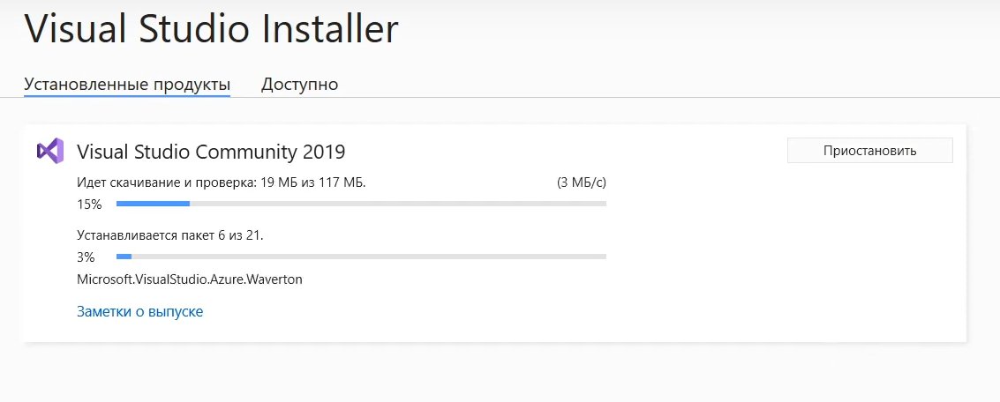 Visual Studio Installer
Установленные продукты Доступно
Visual Studio Community 2019 Приостановить
Идет скачивание и проверка: 19 МБ из 117 МБ. (3 МБ/с)
15%
Устанавливается пакет 6 из 21.
3%
Microsoft.VisualStudio.Azure.Waverton
Заметки о выпуске